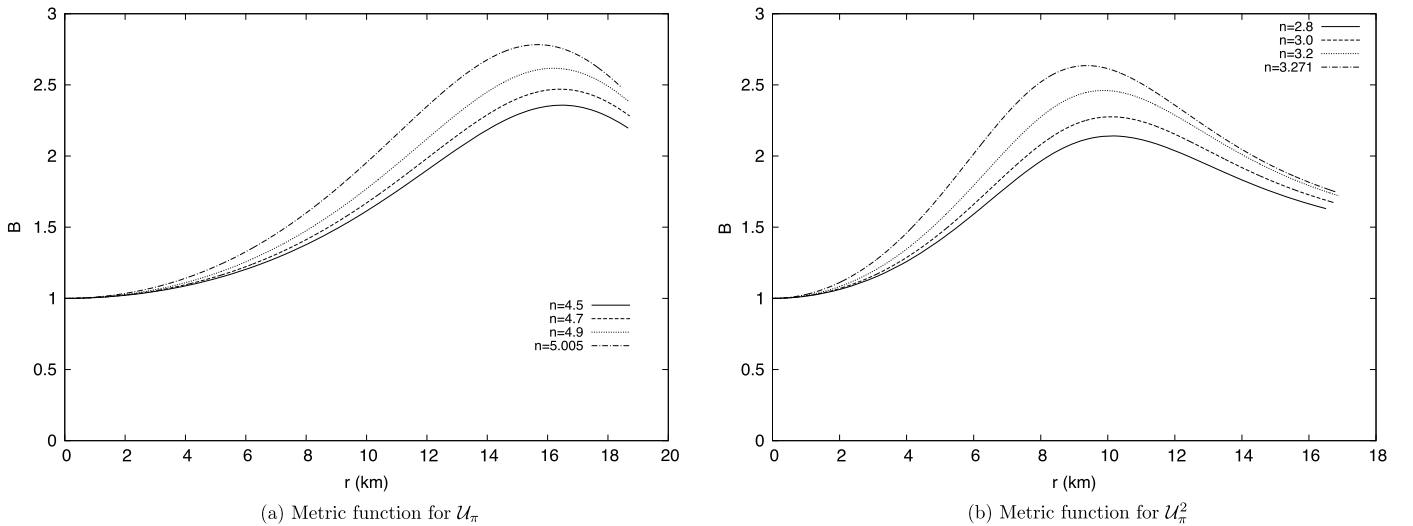 3
2.5
2
1.5
1
0.5
0
B
0 2 4 6 8 10 12 14 16 18 20
r (km)
n=4.5
n=4.7
n=4.9
n=5.005
(a) Metric function for 𝒰π
3
2.5
2
1.5
1
0.5
0
B
0 2 4 6 8 10 12 14 16 18
r (km)
n=2.8
n=3.0
n=3.2
n=3.271
(b) Metric function for 𝒰π²